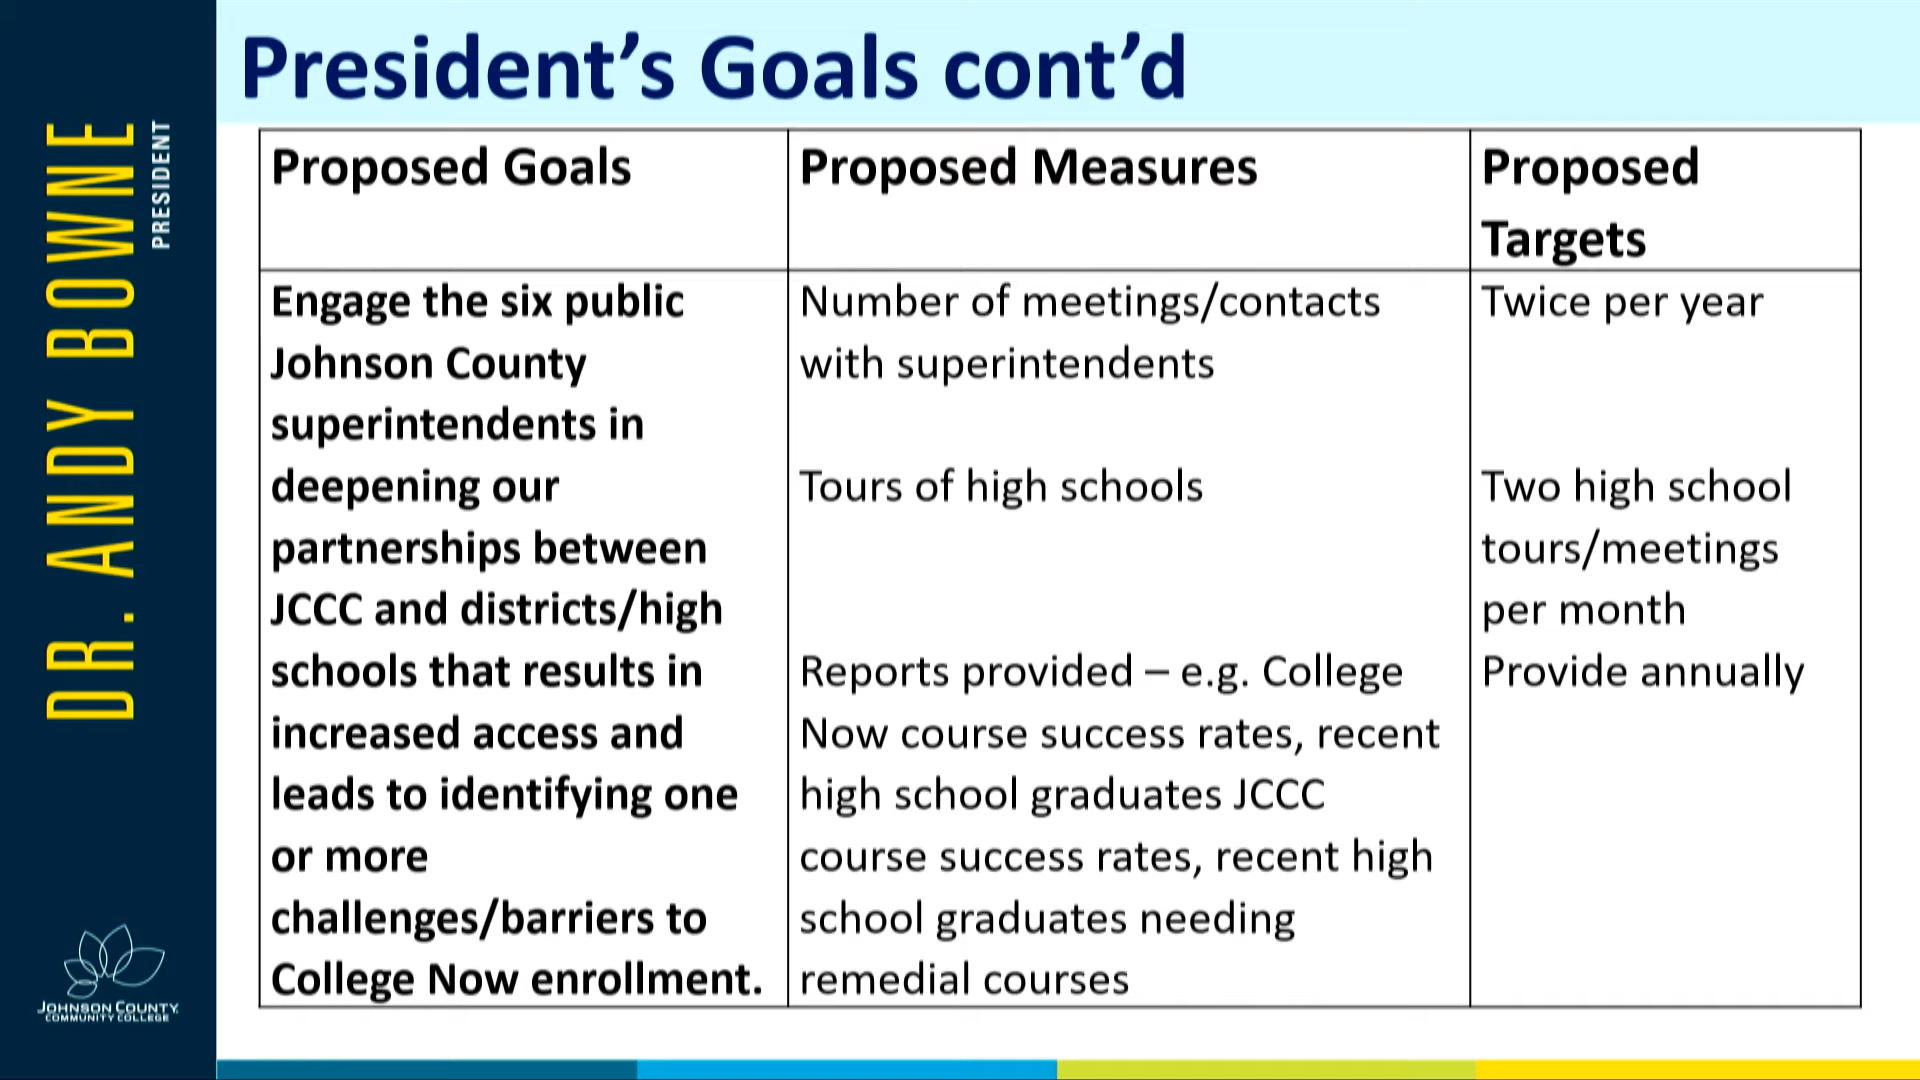 DR. ANDY BOWNE
PRESIDENT
JOHNSON COUNTY
COMMUNITY COLLEGE
President’s Goals cont’d
Proposed Goals
Proposed Measures
Proposed
Targets
Engage the six public
Johnson County
superintendents in
deepening our
partnerships between
JCCC and districts/high
schools that results in
increased access and
leads to identifying one
or more
challenges/barriers to
College Now enrollment.
Number of meetings/contacts
with superintendents
Twice per year
Tours of high schools
Two high school
tours/meetings
per month
Reports provided – e.g. College
Now course success rates, recent
high school graduates JCCC
course success rates, recent high
school graduates needing
remedial courses
Provide annually